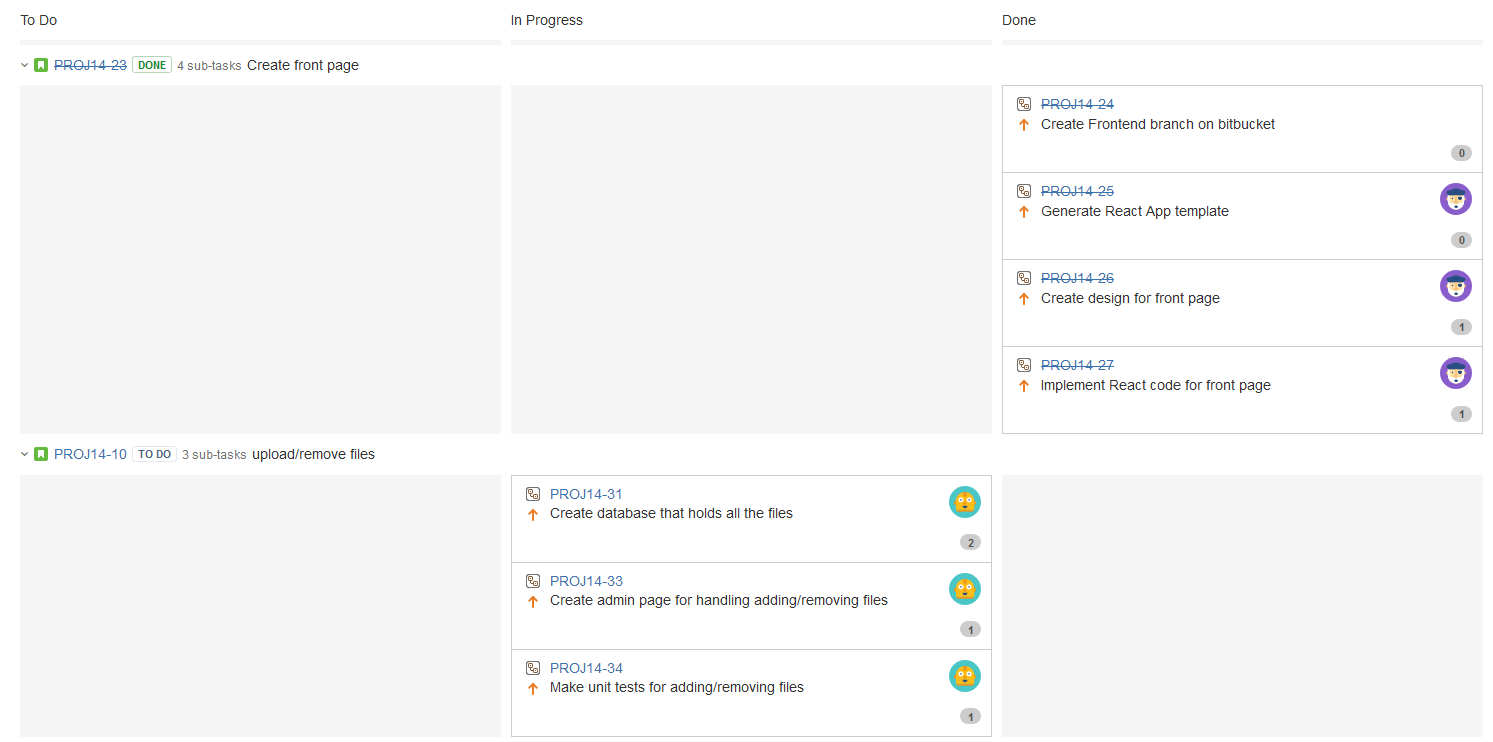 To Do
In Progress
Done
PROJ14-23 DONE 4 sub-tasks Create front page
PROJ14-24
Create Frontend branch on bitbucket
0
PROJ14-25
Generate React App template
0
PROJ14-26
Create design for front page
1
PROJ14-27
Implement React code for front page
1
PROJ14-10 TO DO 3 sub-tasks upload/remove files
PROJ14-31
Create database that holds all the files
2
PROJ14-33
Create admin page for handling adding/removing files
1
PROJ14-34
Make unit tests for adding/removing files
1